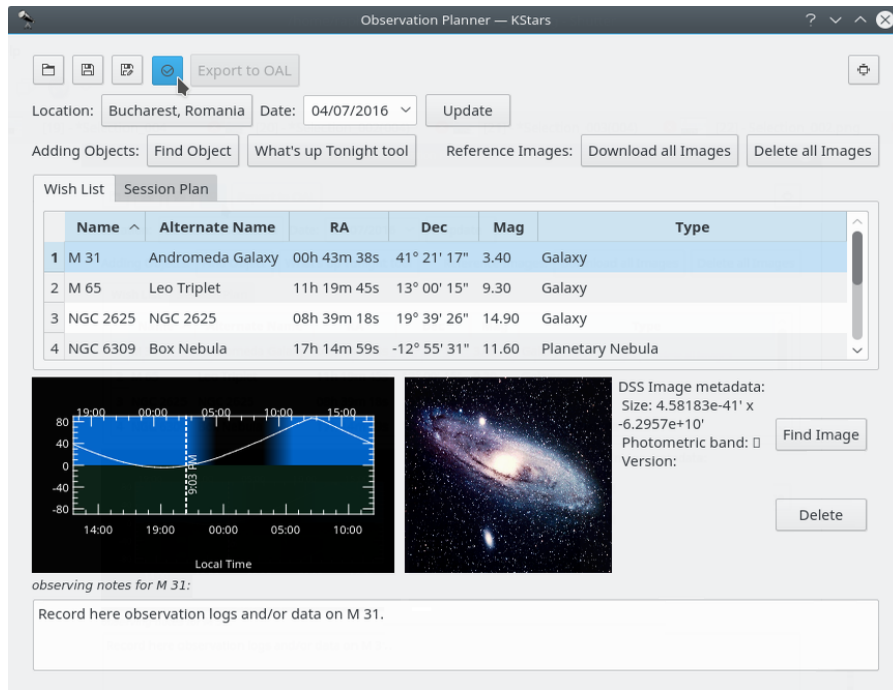 Observation Planner — KStars
Export to OAL
Location: Bucharest, Romania Date: 04/07/2016 Update
Adding Objects: Find Object What's up Tonight tool Reference Images: Download all Images Delete all Images
Wish List Session Plan
Name Alternate Name RA Dec Mag Type
1 M 31 Andromeda Galaxy 00h 43m 38s 41° 21' 17" 3.40 Galaxy
2 M 65 Leo Triplet 11h 19m 45s 13° 00' 15" 9.30 Galaxy
3 NGC 2625 NGC 2625 08h 39m 18s 19° 39' 26" 14.90 Galaxy
4 NGC 6309 Box Nebula 17h 14m 59s -12° 55' 31" 11.60 Planetary Nebula
19:00 00:00 05:00 10:00 15:00
80
40
0
-40
-80
9:03 PM
14:00 19:00 00:00 05:00 10:00
Local Time
DSS Image metadata:
Size: 4.58183e-41' x
-6.2957e+10'
Photometric band: ▯
Version:
Find Image
Delete
observing notes for M 31:
Record here observation logs and/or data on M 31.